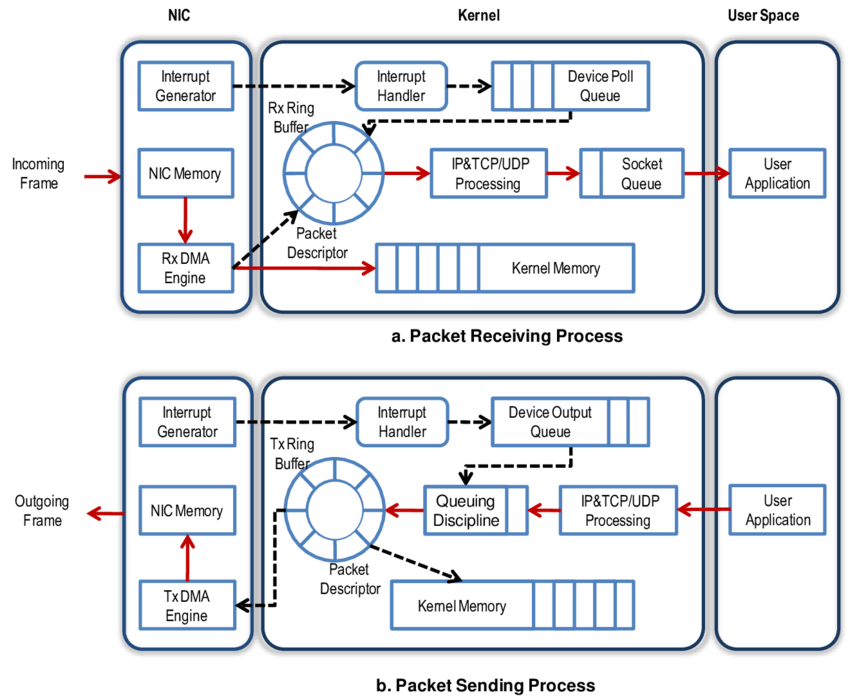 NIC
Kernel
User Space
Interrupt
Generator
Interrupt
Handler
Device Poll
Queue
Rx Ring
Buffer
Incoming
Frame
NIC Memory
IP&TCP/UDP
Processing
Socket
Queue
User
Application
Packet
Descriptor
Rx DMA
Engine
Kernel Memory
a. Packet Receiving Process
Interrupt
Generator
Interrupt
Handler
Device Output
Queue
Tx Ring
Buffer
Outgoing
Frame
NIC Memory
Queuing
Discipline
IP&TCP/UDP
Processing
User
Application
Packet
Descriptor
Tx DMA
Engine
Kernel Memory
b. Packet Sending Process